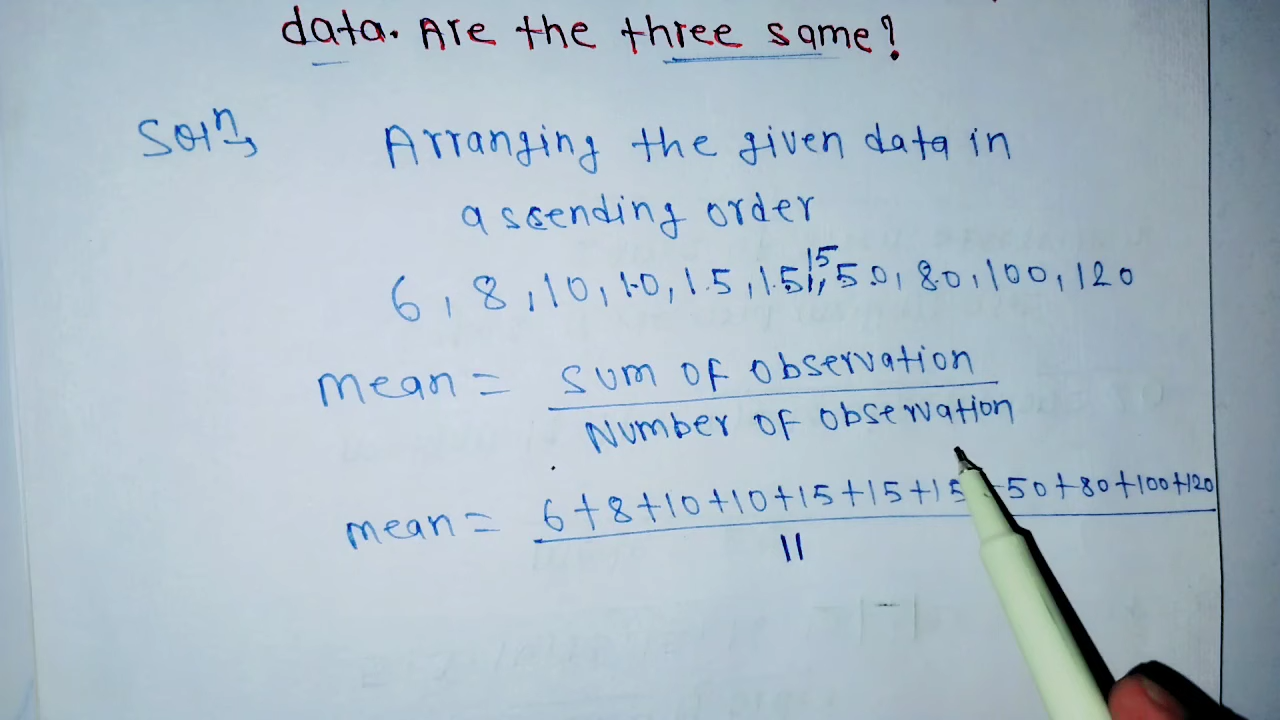 data. Are the three same?
Solⁿ Arranging the given data in
ascending order
6, 8, 10, 10, 15, 15, 15, 50, 80, 100, 120
mean = sum of observation
Number of observation
mean = 6+8+10+10+15+15+15+50+80+100+120
11